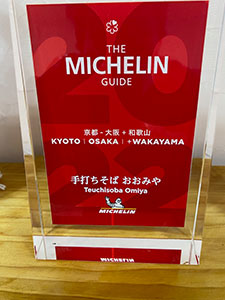 THE
MICHELIN
GUIDE
京都・大阪 + 和歌山
KYOTO | OSAKA | +WAKAYAMA
手打ちそば おおみや
Teuchisoba Omiya
MICHELIN
MICHELIN